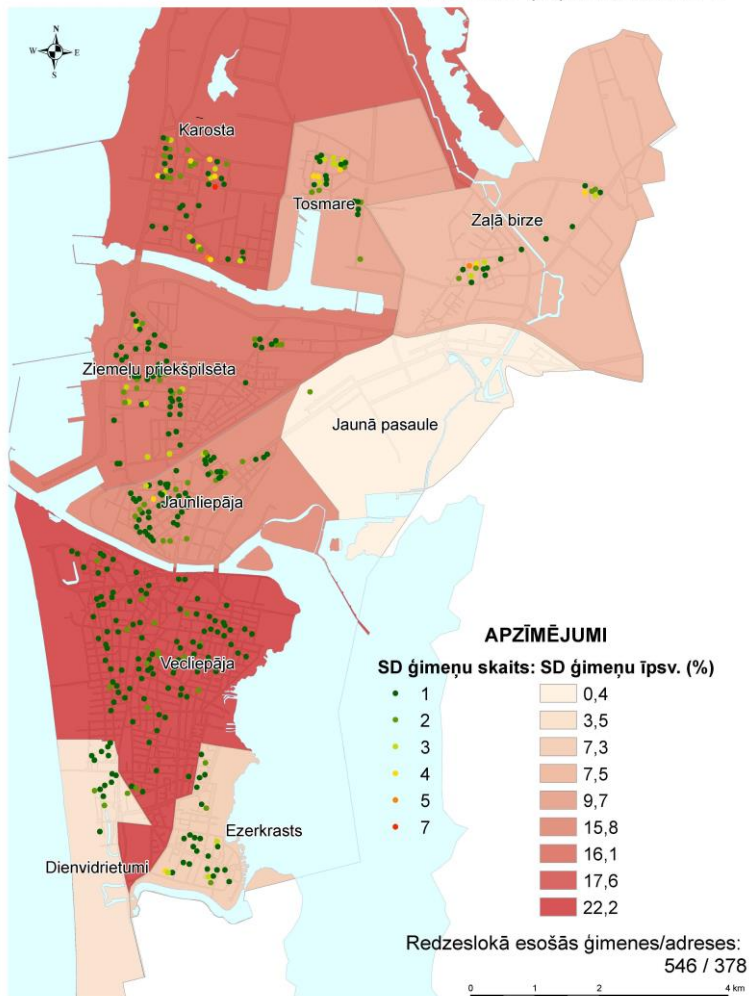 N
W E
S
Karosta
Tosmare
Zaļā birze
Ziemeļu priekšpilsēta
Jaunā pasaule
Jaunliepāja
Vecliepāja
Ezerkrasts
Dienvidrietumi
APZĪMĒJUMI
SD ģimeņu skaits: SD ģimeņu īpsv. (%)
1 0,4
2 3,5
3 7,3
4 7,5
5 9,7
7 15,8
16,1
17,6
22,2
Redzeslokā esošās ģimenes/adreses:
546 / 378
0 1 2 4 km